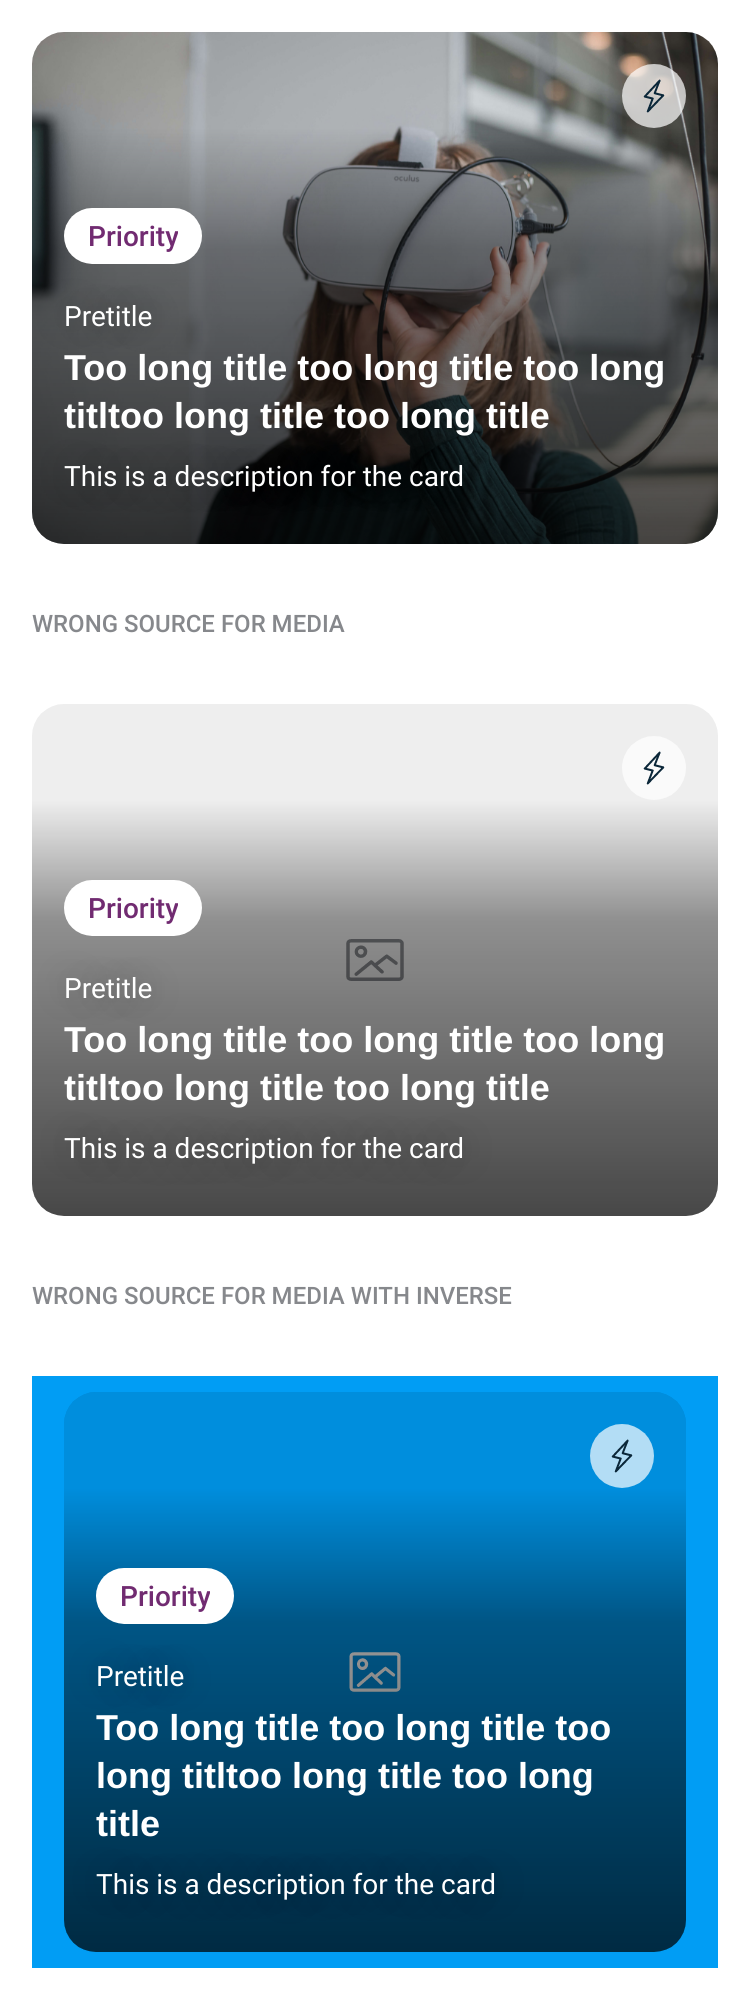 oculus
Priority
Pretitle
Too long title too long title too long
titltoo long title too long title
This is a description for the card
WRONG SOURCE FOR MEDIA
Priority
Pretitle
Too long title too long title too long
titltoo long title too long title
This is a description for the card
WRONG SOURCE FOR MEDIA WITH INVERSE
Priority
Pretitle
Too long title too long title too
long titltoo long title too long
title
This is a description for the card